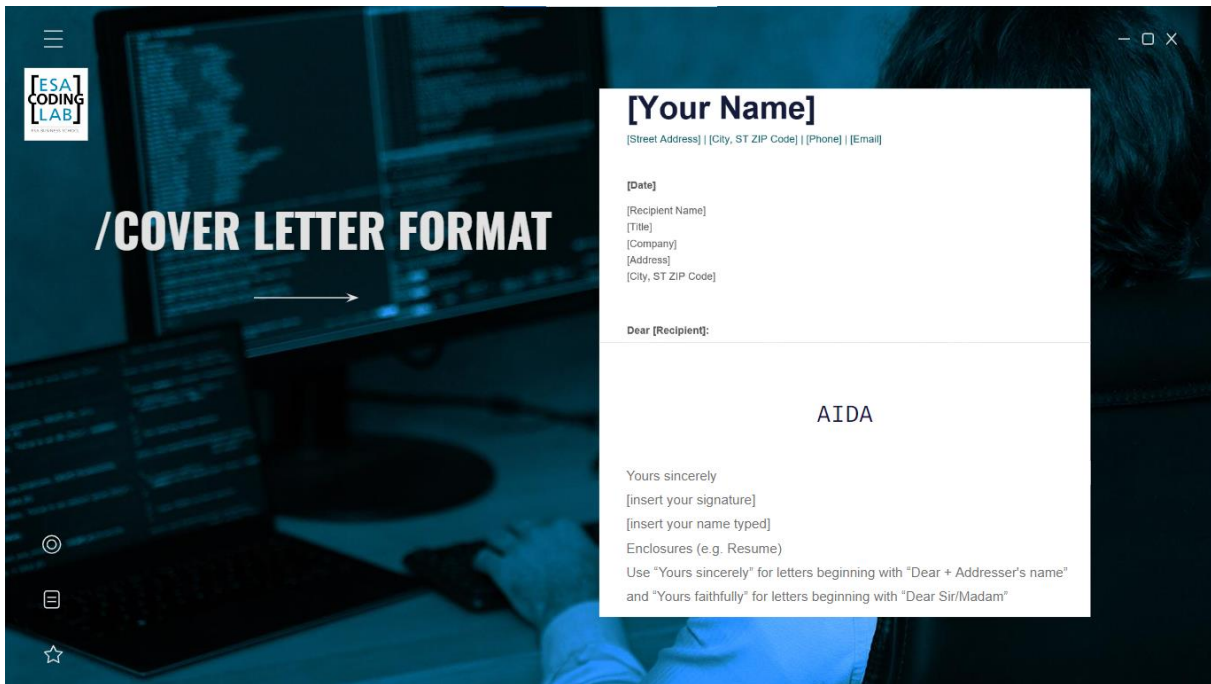 [ESA]
CODING
[LAB]
/COVER LETTER FORMAT
[Your Name]
[Street Address] | [City, ST ZIP Code] | [Phone] | [Email]
[Date]
[Recipient Name]
[Title]
[Company]
[Address]
[City, ST ZIP Code]
Dear [Recipient]:
AIDA
Yours sincerely
[insert your signature]
[insert your name typed]
Enclosures (e.g. Resume)
Use “Yours sincerely” for letters beginning with “Dear + Addresser's name”
and “Yours faithfully” for letters beginning with “Dear Sir/Madam”